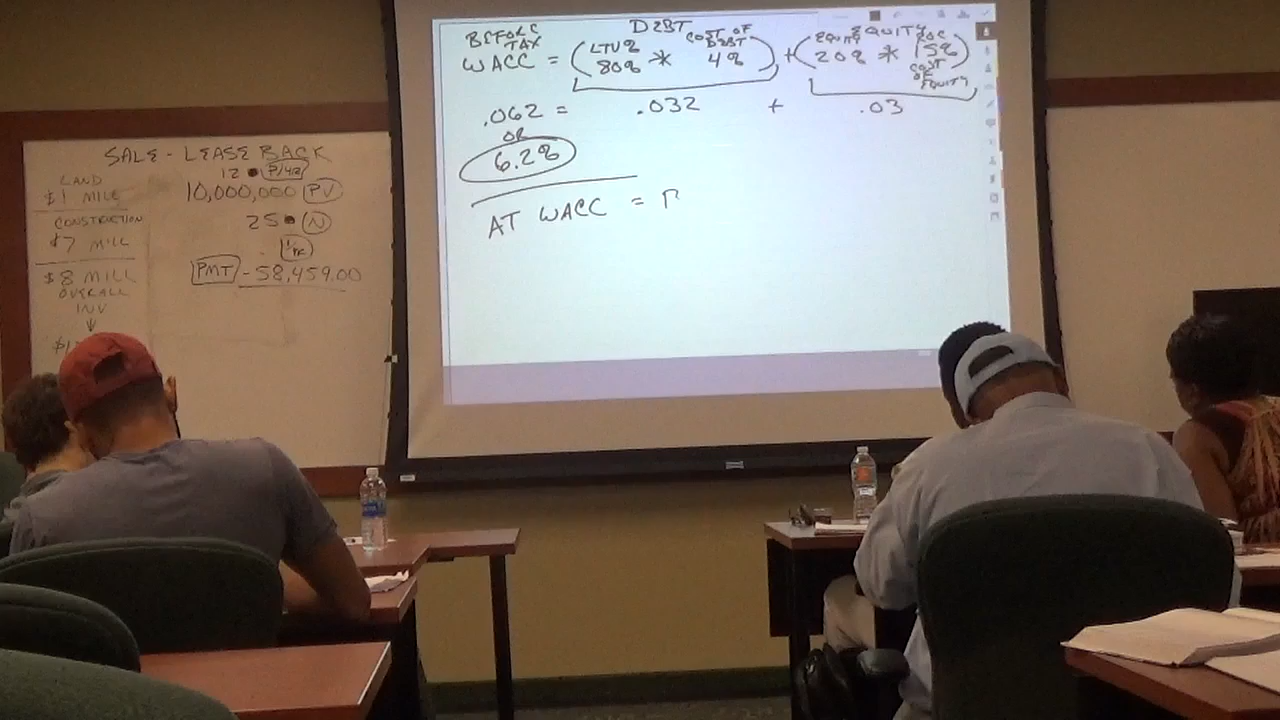 SALE - LEASE BACK
LAND
$1 MILL
CONSTRUCTION
$7 MILL
$8 MILL
OVERALL
INV
12 P/YR
10,000,000 PV
25 N
I/YR
PMT -58,459.00
BEFORE TAX
WACC = (LTV% 80% * COST OF DEBT 4%) + (EQUITY 20% * 15%)
DEBT
EQUITY
COST OF EQUITY
.062 = .032 + .03
OR
6.2%
AT WACC =